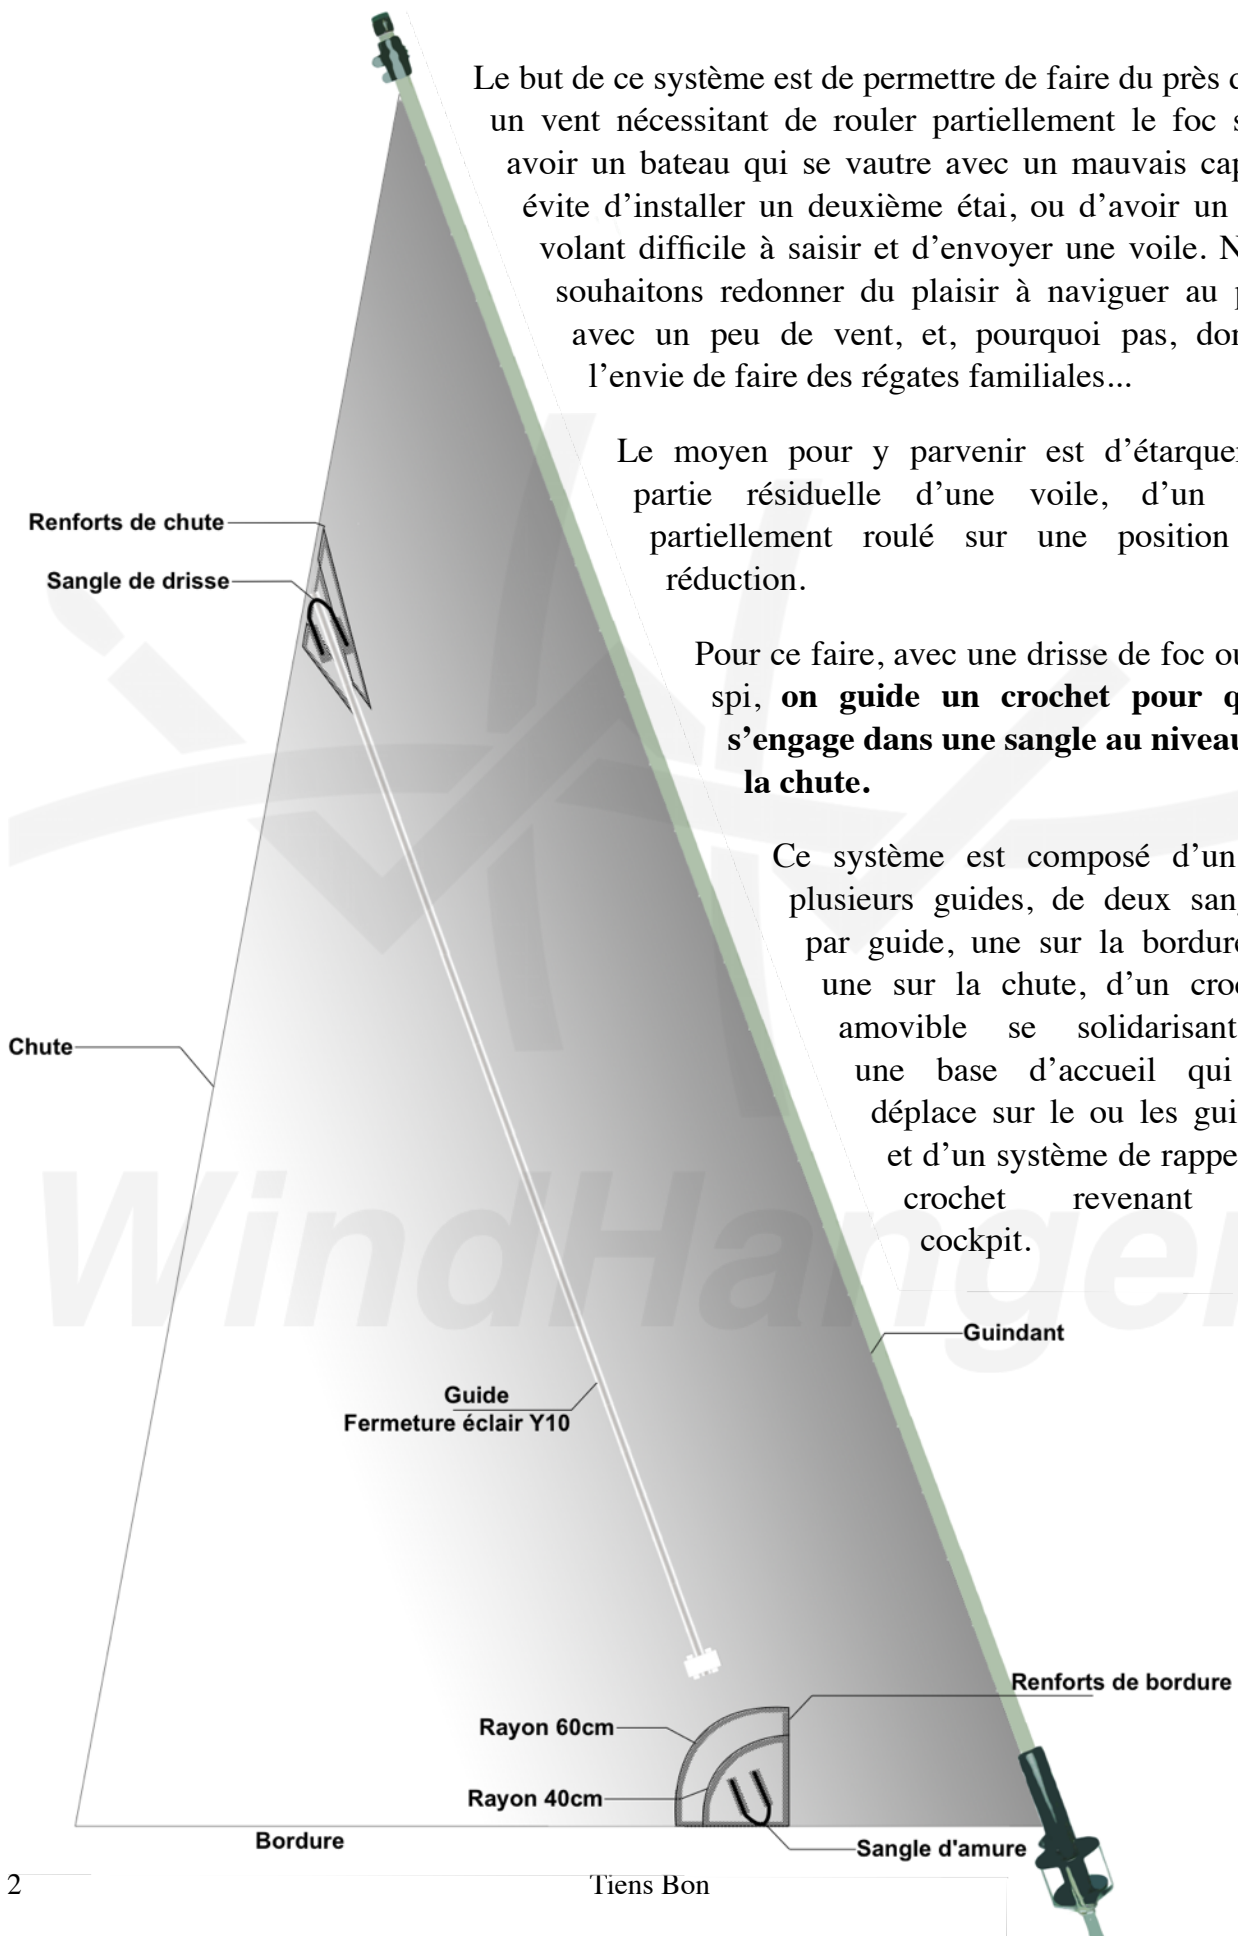 Le but de ce système est de permettre de faire du près
un vent nécessitant de rouler partiellement le foc s
avoir un bateau qui se vautre avec un mauvais cap
évite d’installer un deuxième étai, ou d’avoir un
volant difficile à saisir et d’envoyer une voile. N
souhaitons redonner du plaisir à naviguer au p
avec un peu de vent, et, pourquoi pas, don
l’envie de faire des régates familiales...
Le moyen pour y parvenir est d’étarquer
partie résiduelle d’une voile, d’un
partiellement roulé sur une position
réduction.
Pour ce faire, avec une drisse de foc ou
spi, on guide un crochet pour q
s’engage dans une sangle au niveau
la chute.
Ce système est composé d’un
plusieurs guides, de deux sang
par guide, une sur la bordure
une sur la chute, d’un croc
amovible se solidarisant
une base d’accueil qui
déplace sur le ou les gui
et d’un système de rappe
crochet revenant
cockpit.
Renforts de chute
Sangle de drisse
Chute
WindHanger
Guindant
Guide
Fermeture éclair Y10
Renforts de bordure
Rayon 60cm
Rayon 40cm
Bordure
Sangle d'amure
2
Tiens Bon